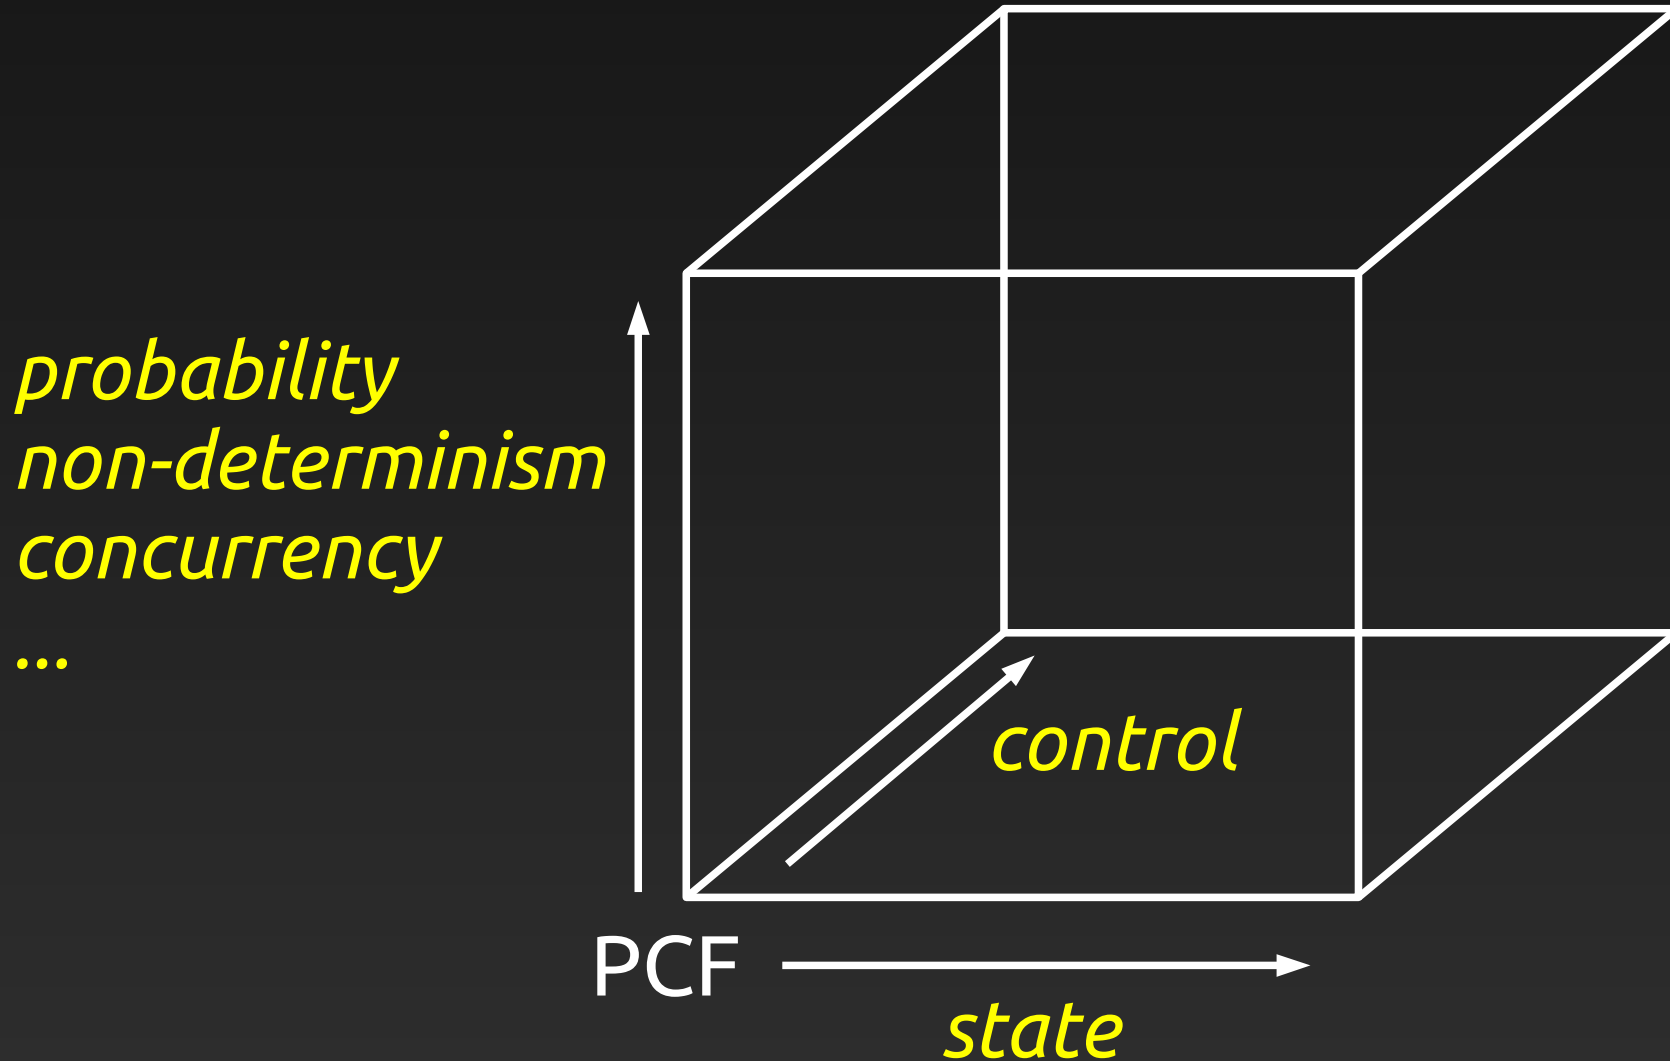 probability
non-determinism
concurrency
...
control
PCF
state